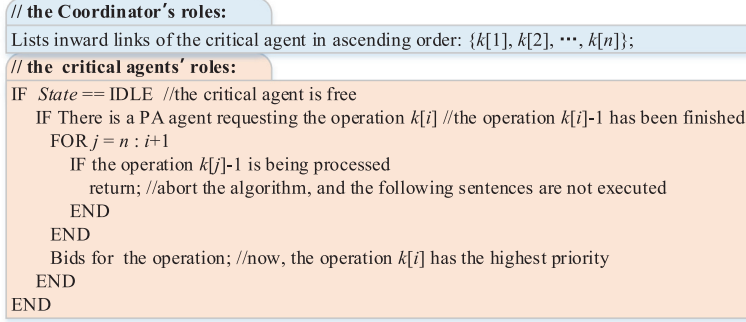 // the Coordinator's roles:
Lists inward links of the critical agent in ascending order: {k[1], k[2], ···, k[n]};
// the critical agents' roles:
IF State == IDLE //the critical agent is free
IF There is a PA agent requesting the operation k[i] //the operation k[i]-1 has been finished
FOR j = n : i+1
IF the operation k[j]-1 is being processed
return; //abort the algorithm, and the following sentences are not executed
END
END
Bids for the operation; //now, the operation k[i] has the highest priority
END
END